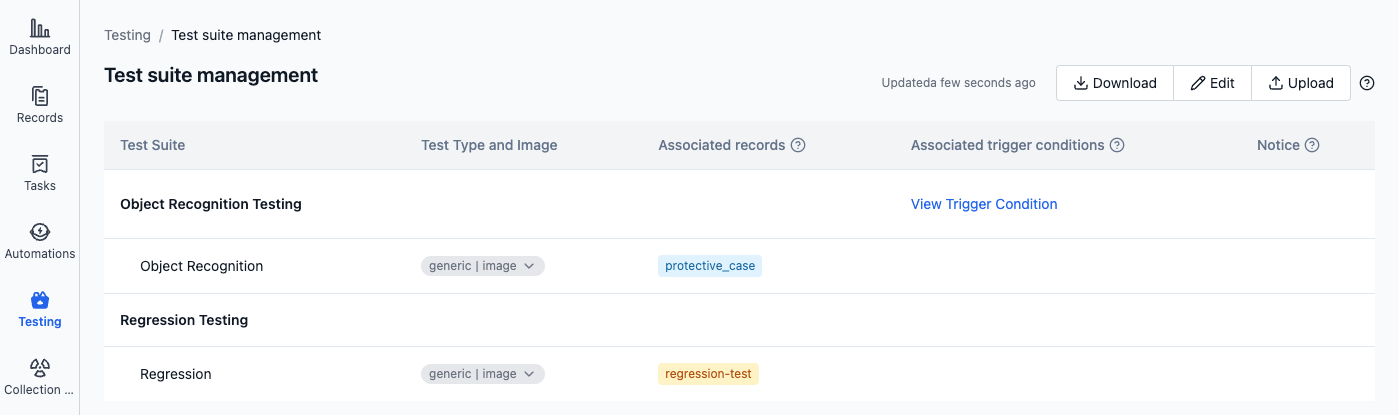 Dashboard
Records
Tasks
Automations
Testing
Collection ...
Testing / Test suite management
Test suite management
Updateda few seconds ago
Download
Edit
Upload
Test Suite
Test Type and Image
Associated records
Associated trigger conditions
Notice
Object Recognition Testing
View Trigger Condition
Object Recognition
generic | image
protective_case
Regression Testing
Regression
generic | image
regression-test